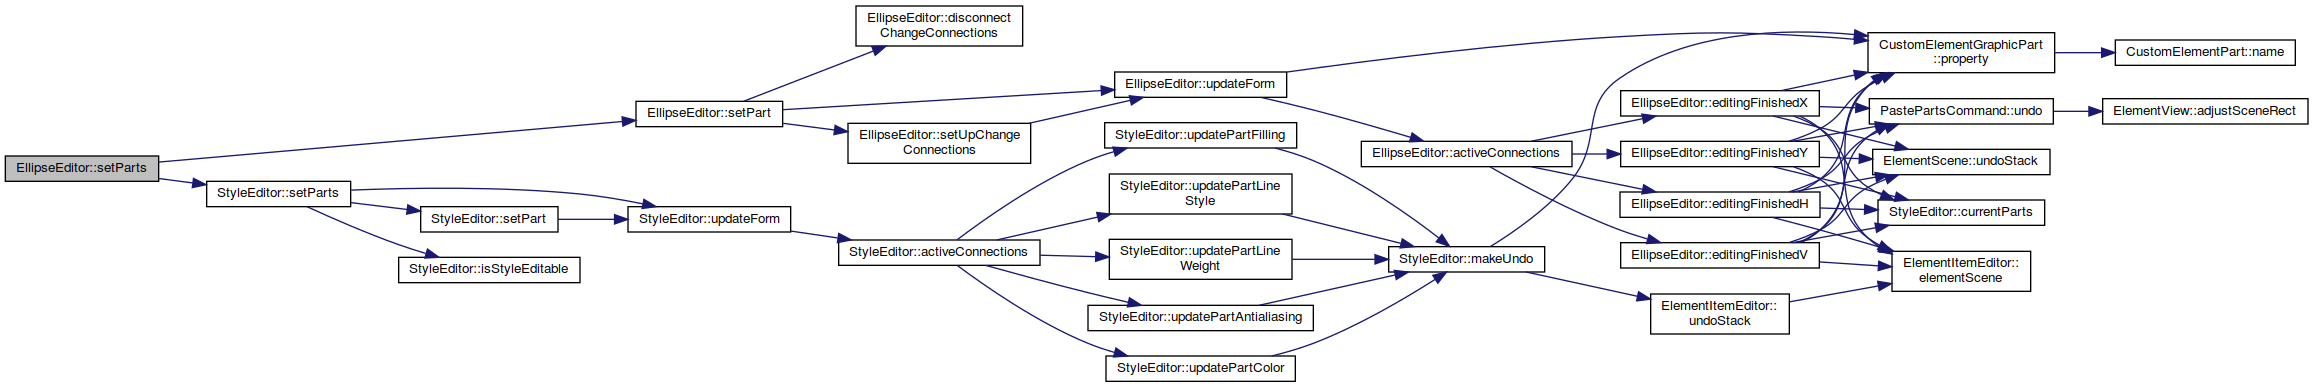 EllipseEditor::setParts
EllipseEditor::setPart
StyleEditor::setParts
StyleEditor::setPart
StyleEditor::isStyleEditable
StyleEditor::updateForm
EllipseEditor::disconnect
ChangeConnections
EllipseEditor::setUpChange
Connections
StyleEditor::activeConnections
EllipseEditor::updateForm
StyleEditor::updatePartFilling
StyleEditor::updatePartLine
Style
StyleEditor::updatePartLine
Weight
StyleEditor::updatePartAntialiasing
StyleEditor::updatePartColor
EllipseEditor::activeConnections
StyleEditor::makeUndo
EllipseEditor::editingFinishedX
EllipseEditor::editingFinishedY
EllipseEditor::editingFinishedH
EllipseEditor::editingFinishedV
ElementItemEditor::
undoStack
CustomElementGraphicPart
::property
PastePartsCommand::undo
ElementScene::undoStack
StyleEditor::currentParts
ElementItemEditor::
elementScene
CustomElementPart::name
ElementView::adjustSceneRect